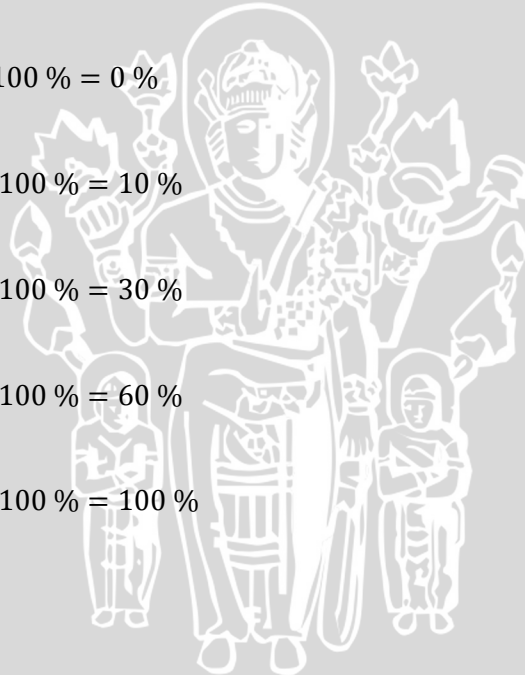 100 % = 0 %
100 % = 10 %
100 % = 30 %
100 % = 60 %
100 % = 100 %